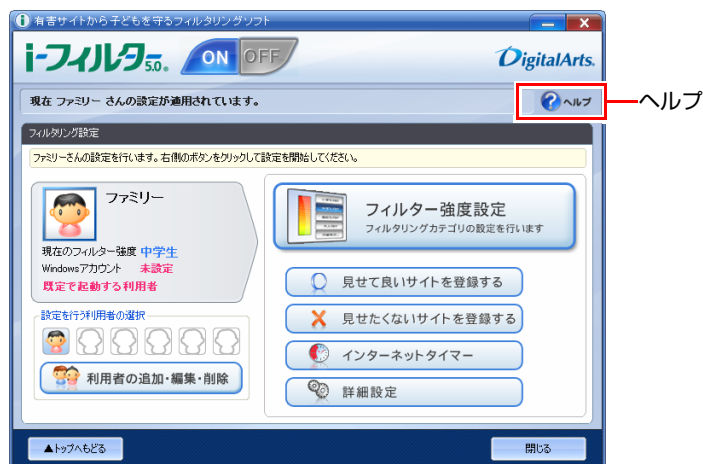 有害サイトから子どもを守るフィルタリングソフト
i-フィルター5.0. ON OFF
DigitalArts.
現在 ファミリー さんの設定が適用されています。
ヘルプ
ヘルプ
フィルタリング設定
ファミリーさんの設定を行います。右側のボタンをクリックして設定を開始してください。
ファミリー
現在のフィルター強度 中学生
Windowsアカウント 未設定
既定で起動する利用者
設定を行う利用者の選択
利用者の追加・編集・削除
フィルター強度設定
フィルタリングカテゴリの設定を行います
見せて良いサイトを登録する
見せたくないサイトを登録する
インターネットタイマー
詳細設定
▲トップへもどる
閉じる